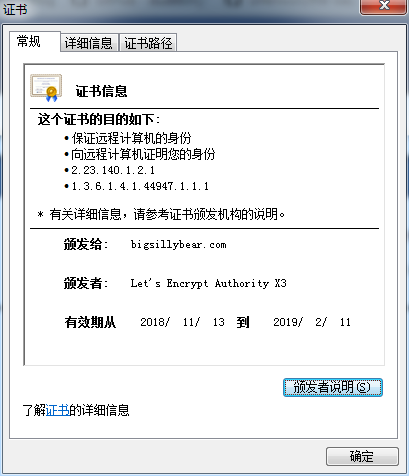 证书
常规
详细信息
证书路径
证书信息
这个证书的目的如下:
•保证远程计算机的身份
•向远程计算机证明您的身份
•2.23.140.1.2.1
•1.3.6.1.4.1.44947.1.1.1
* 有关详细信息，请参考证书颁发机构的说明。
颁发给: bigsillybear.com
颁发者: Let's Encrypt Authority X3
有效期从 2018/ 11/ 13 到 2019/ 2/ 11
颁发者说明(S)
了解证书的详细信息
确定